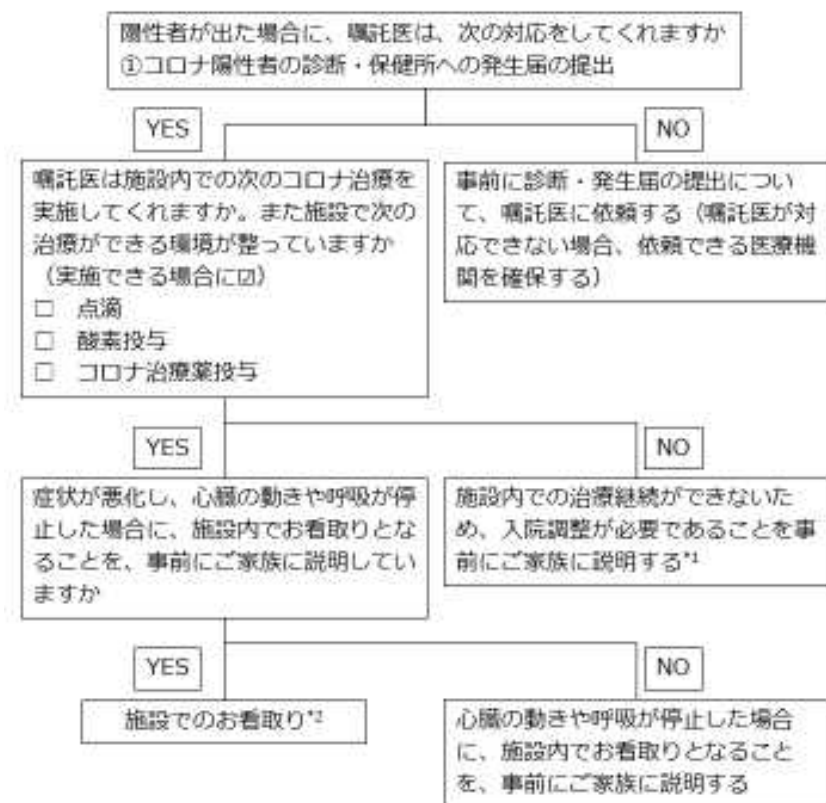 陽性者が出た場合に、嘱託医は、次の対応をしてくれますか
①コロナ陽性者の診断・保健所への発生届の提出
YES
NO
嘱託医は施設内での次のコロナ治療を
実施してくれますか。また施設で次の
治療ができる環境が整っていますか
（実施できる場合に☑）
□　点滴
□　酸素投与
□　コロナ治療薬投与
事前に診断・発生届の提出につい
て、嘱託医に依頼する（嘱託医が対
応できない場合、依頼できる医療機
関を確保する）
YES
NO
症状が悪化し、心臓の動きや呼吸が停
止した場合に、施設内でお看取りとな
ることを、事前にご家族に説明してい
ますか
施設内での治療継続ができないた
め、入院調整が必要であることを事
前にご家族に説明する*1
YES
NO
施設でのお看取り*2
心臓の動きや呼吸が停止した場合
に、施設内でお看取りとなること
を、事前にご家族に説明する